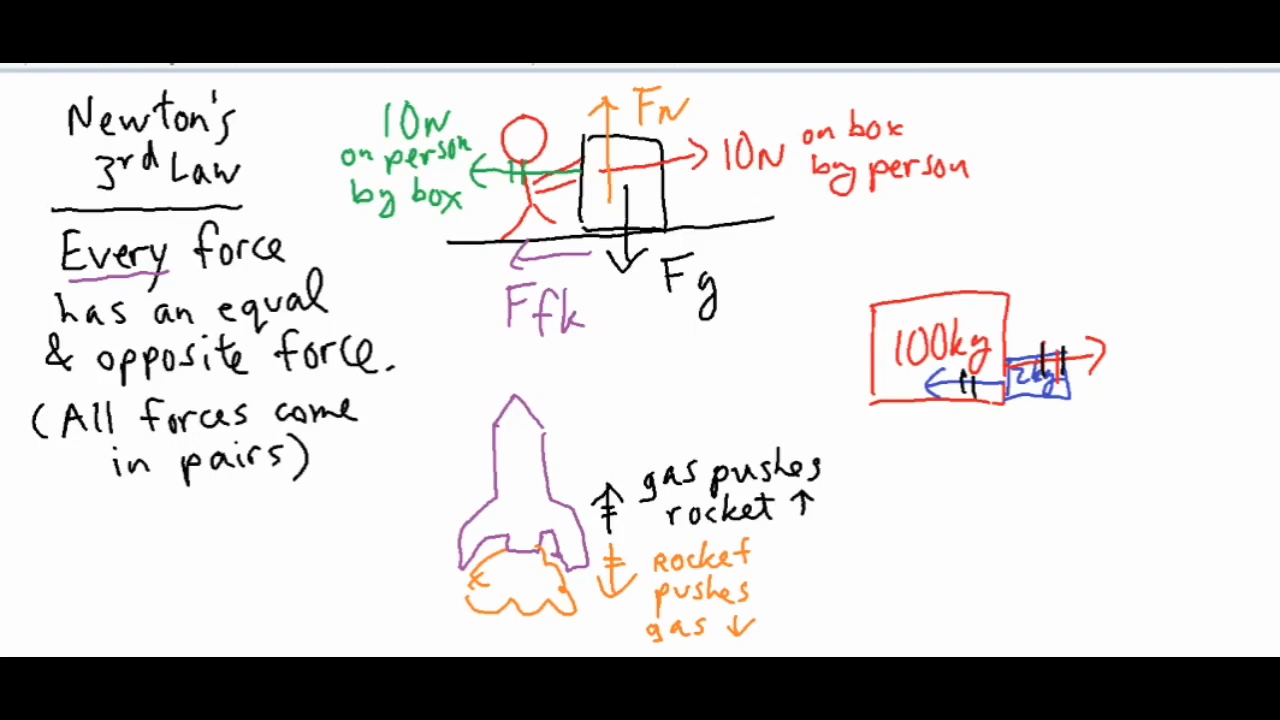 Newton's
3rd Law
Every force
has an equal
& opposite force.
(All forces come
in pairs)
10N
on person
by box
FN
10N on box
by person
Ffk
Fg
100kg
2kg
gas pushes
rocket ↑
rocket
pushes
gas ↓